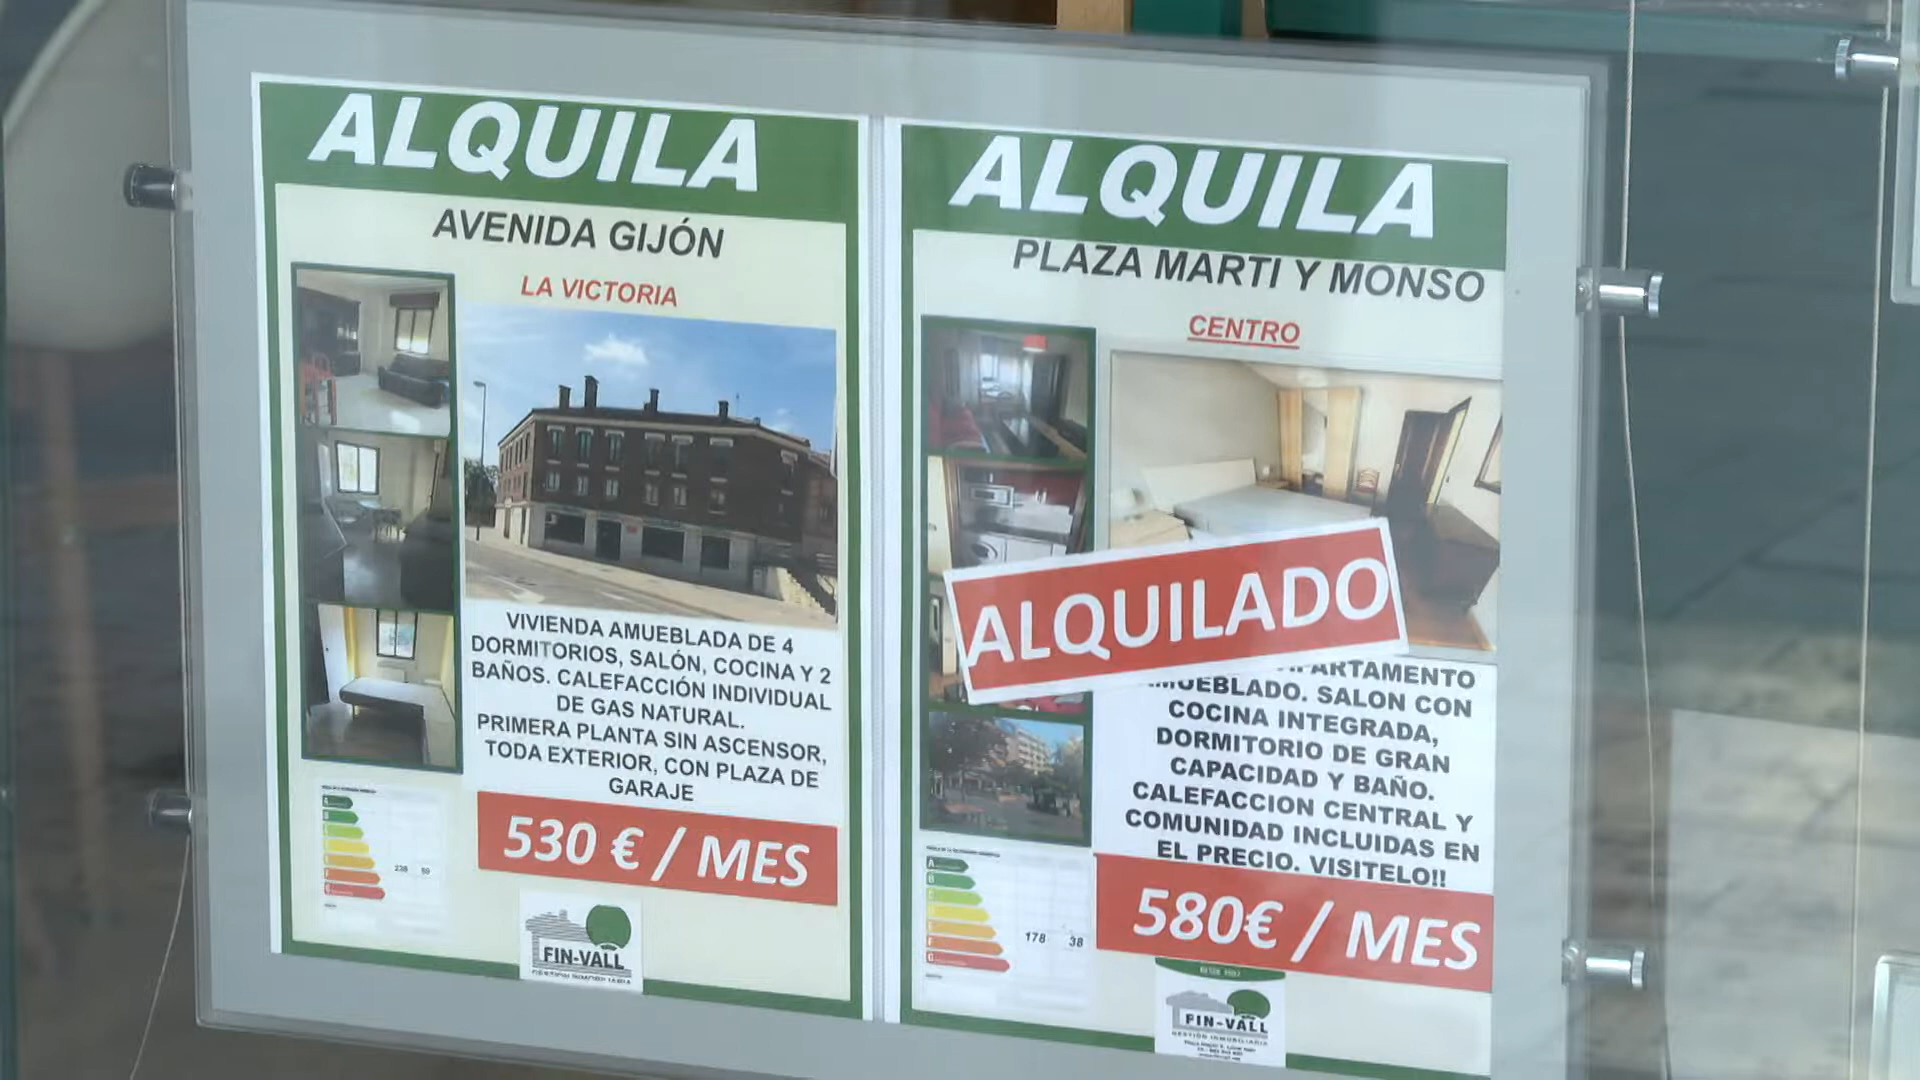 ALQUILA
AVENIDA GIJÓN
LA VICTORIA
VIVIENDA AMUEBLADA DE 4
DORMITORIOS, SALÓN, COCINA Y 2
BAÑOS. CALEFACCIÓN INDIVIDUAL
DE GAS NATURAL.
PRIMERA PLANTA SIN ASCENSOR,
TODA EXTERIOR, CON PLAZA DE
GARAJE
530 € / MES
FIN-VALL
ALQUILA
PLAZA MARTI Y MONSO
CENTRO
ALQUILADO
APARTAMENTO
AMUEBLADO. SALON CON
COCINA INTEGRADA,
DORMITORIO DE GRAN
CAPACIDAD Y BAÑO.
CALEFACCION CENTRAL Y
COMUNIDAD INCLUIDAS EN
EL PRECIO. VISITELO!!
178 38
580€ / MES
FIN-VALL
GESTIÓN INMOBILIARIA